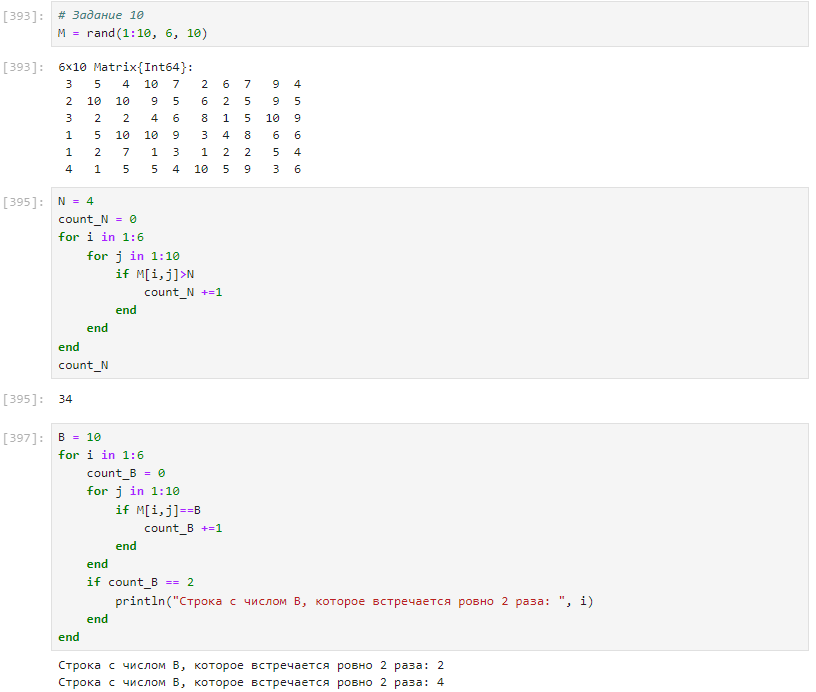 [393]: # Задание 10
M = rand(1:10, 6, 10)
[393]: 6×10 Matrix{Int64}:
 3   5   4  10  7   2  6  7   9  4
 2  10  10   9  5   6  2  5   9  5
 3   2   2   4  6   8  1  5  10  9
 1   5  10  10  9   3  4  8   6  6
 1   2   7   1  3   1  2  2   5  4
 4   1   5   5  4  10  5  9   3  6
[395]: N = 4
count_N = 0
for i in 1:6
    for j in 1:10
        if M[i,j]>N
            count_N +=1
        end
    end
end
count_N
[395]: 34
[397]: B = 10
for i in 1:6
    count_B = 0
    for j in 1:10
        if M[i,j]==B
            count_B +=1
        end
    end
    if count_B == 2
        println("Строка с числом B, которое встречается ровно 2 раза: ", i)
    end
end
Строка с числом B, которое встречается ровно 2 раза: 2
Строка с числом B, которое встречается ровно 2 раза: 4